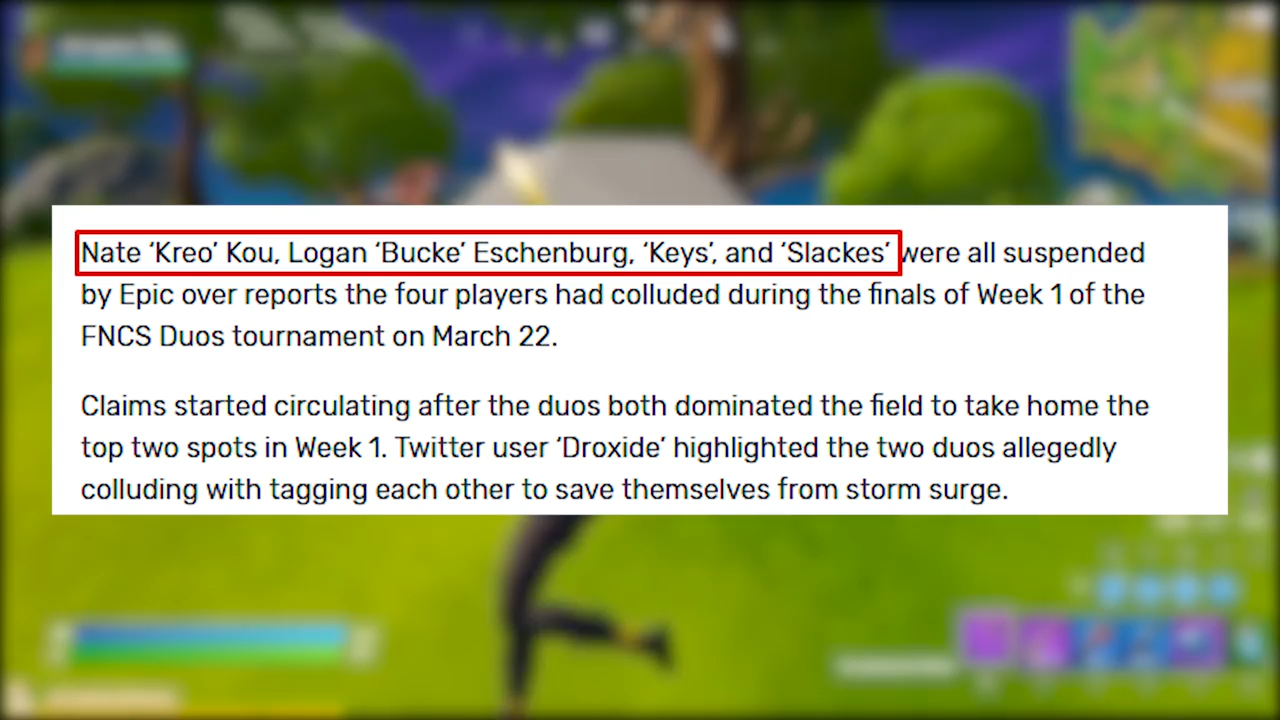 Nate ‘Kreo’ Kou, Logan ‘Bucke’ Eschenburg, ‘Keys’, and ‘Slackes’ were all suspended
by Epic over reports the four players had colluded during the finals of Week 1 of the
FNCS Duos tournament on March 22.
Claims started circulating after the duos both dominated the field to take home the
top two spots in Week 1. Twitter user ‘Droxide’ highlighted the two duos allegedly
colluding with tagging each other to save themselves from storm surge.